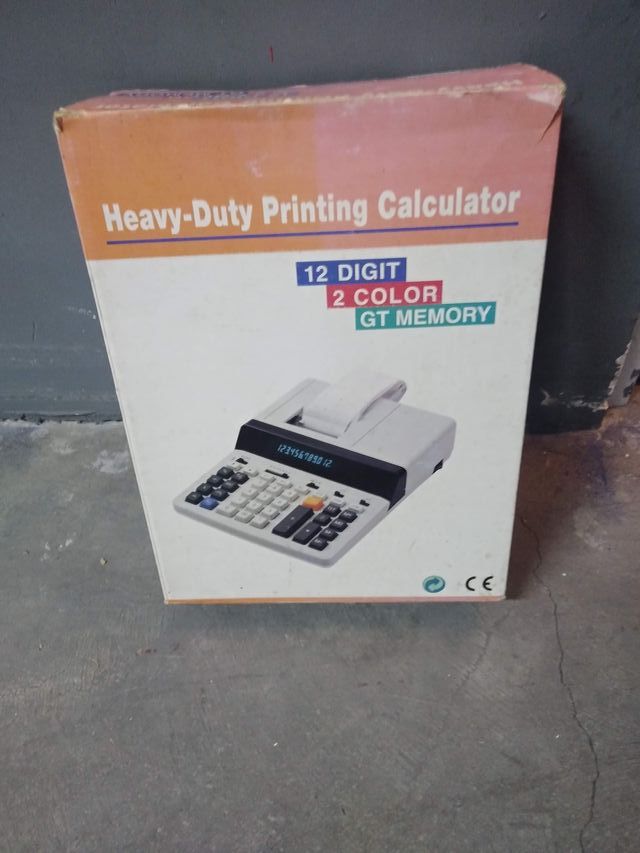 Heavy-Duty Printing Calculator
12 DIGIT
2 COLOR
GT MEMORY
123456789012
CE